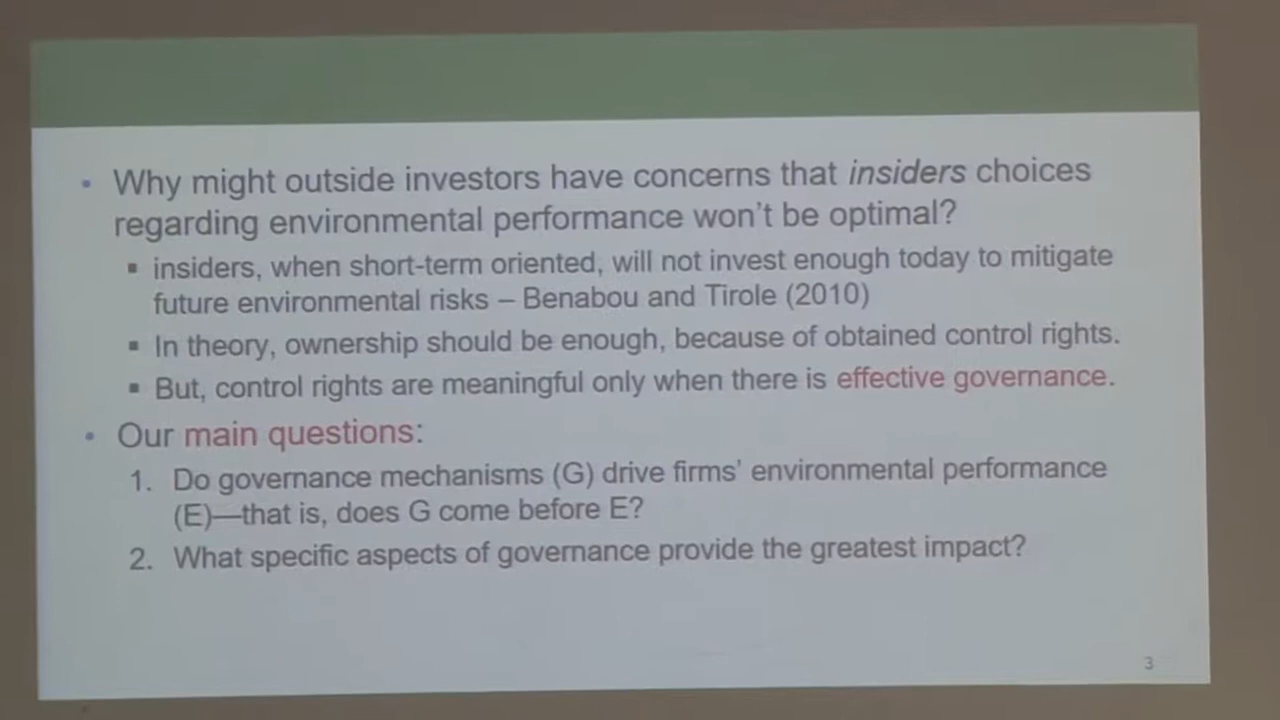 • Why might outside investors have concerns that insiders choices
regarding environmental performance won't be optimal?
▪ insiders, when short-term oriented, will not invest enough today to mitigate
future environmental risks – Benabou and Tirole (2010)
▪ In theory, ownership should be enough, because of obtained control rights.
▪ But, control rights are meaningful only when there is effective governance.
• Our main questions:
1. Do governance mechanisms (G) drive firms' environmental performance
(E)—that is, does G come before E?
2. What specific aspects of governance provide the greatest impact?
3